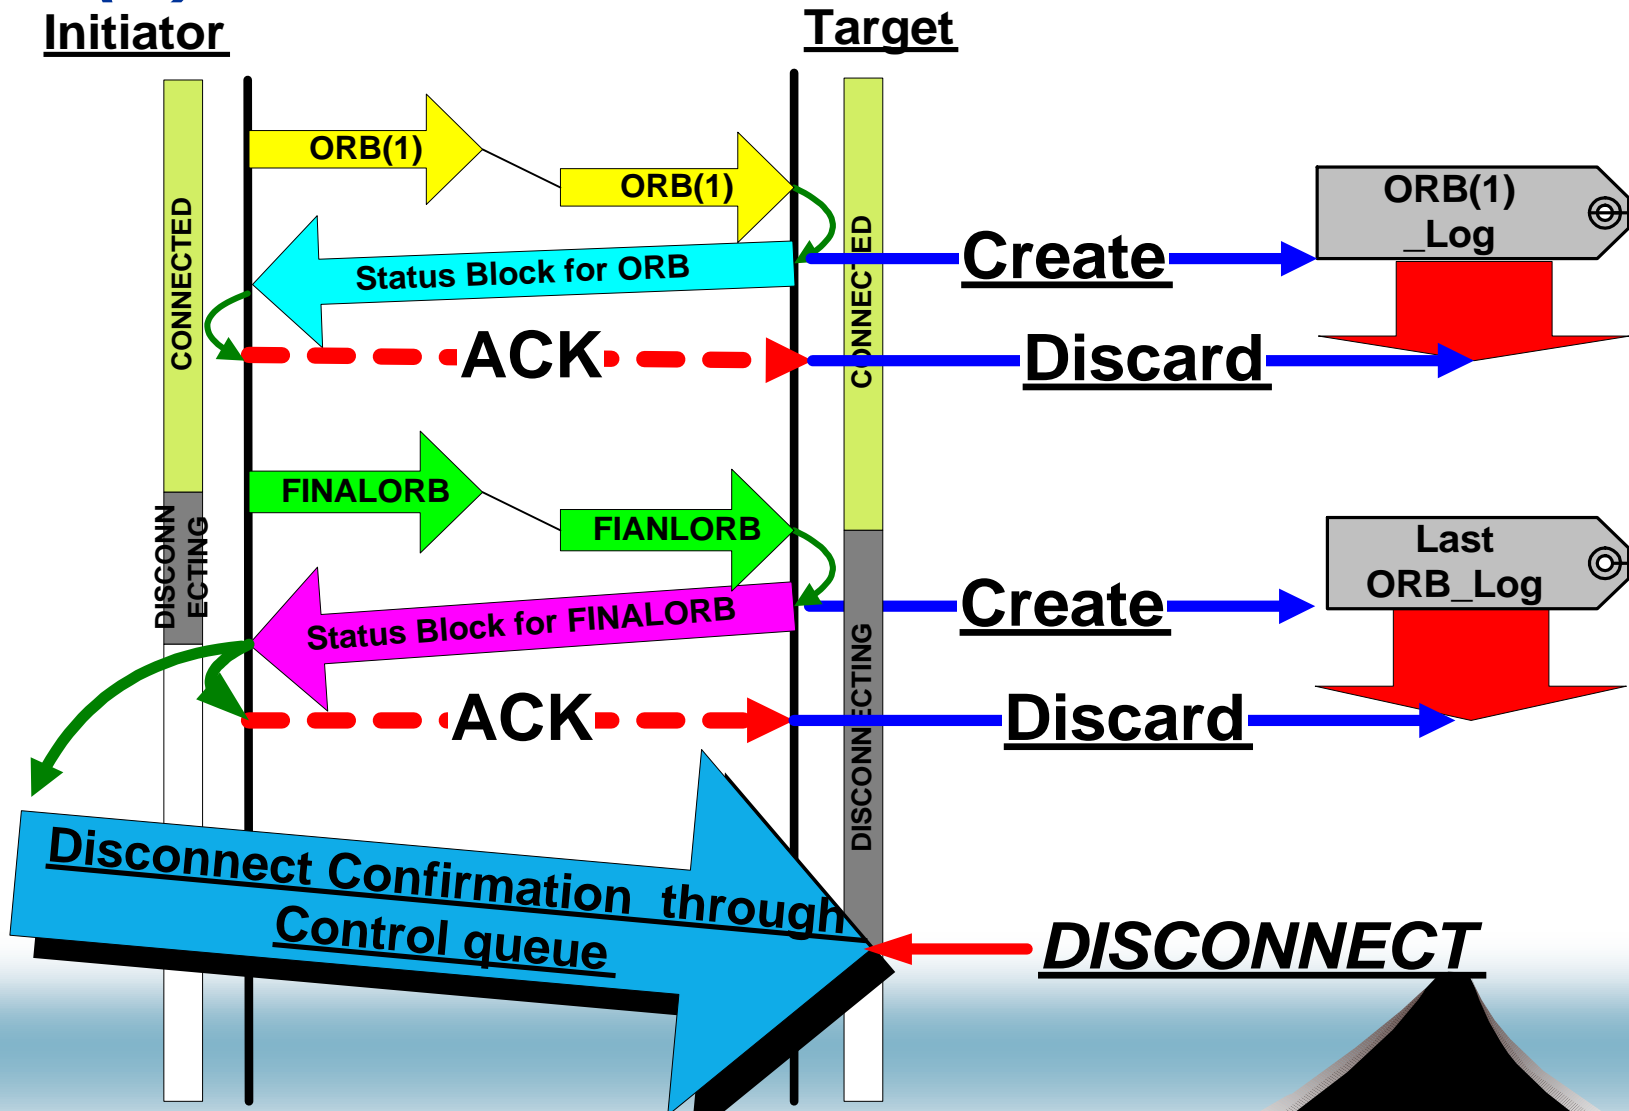 Initiator
Target
ORB(1)
ORB(1)
ORB(1)
_Log
CONNECTED
CONNECTED
Status Block for ORB
Create
ACK
Discard
FINALORB
FIANLORB
DISCONN
ECTING
Last
ORB_Log
Status Block for FINALORB
Create
DISCONNECTING
ACK
Discard
Disconnect Confirmation through
Control queue
DISCONNECT